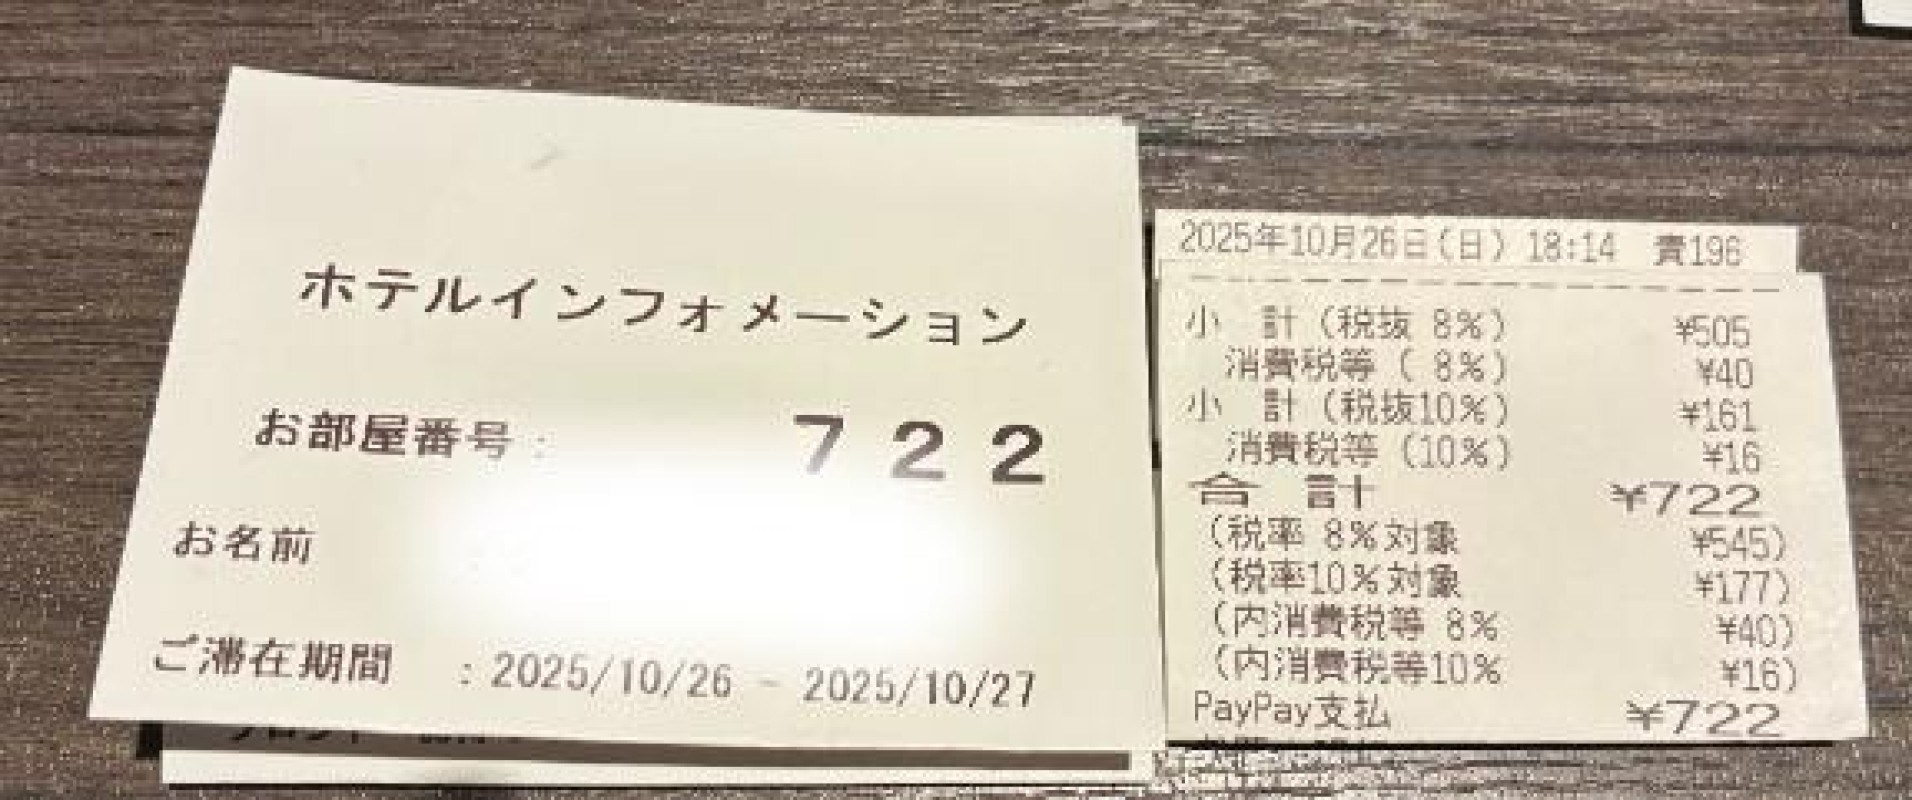 ホテルインフォメーション
お部屋番号： 722
お名前
ご滞在期間 ：2025/10/26 - 2025/10/27
2025年10月26日(日) 18:14 責196
小 計(税抜 8%) ¥505
消費税等( 8%) ¥40
小 計(税抜10%) ¥161
消費税等(10%) ¥16
合 計 ¥722
(税率 8%対象 ¥545)
(税率10%対象 ¥177)
(内消費税等 8% ¥40)
(内消費税等10% ¥16)
PayPay支払 ¥722